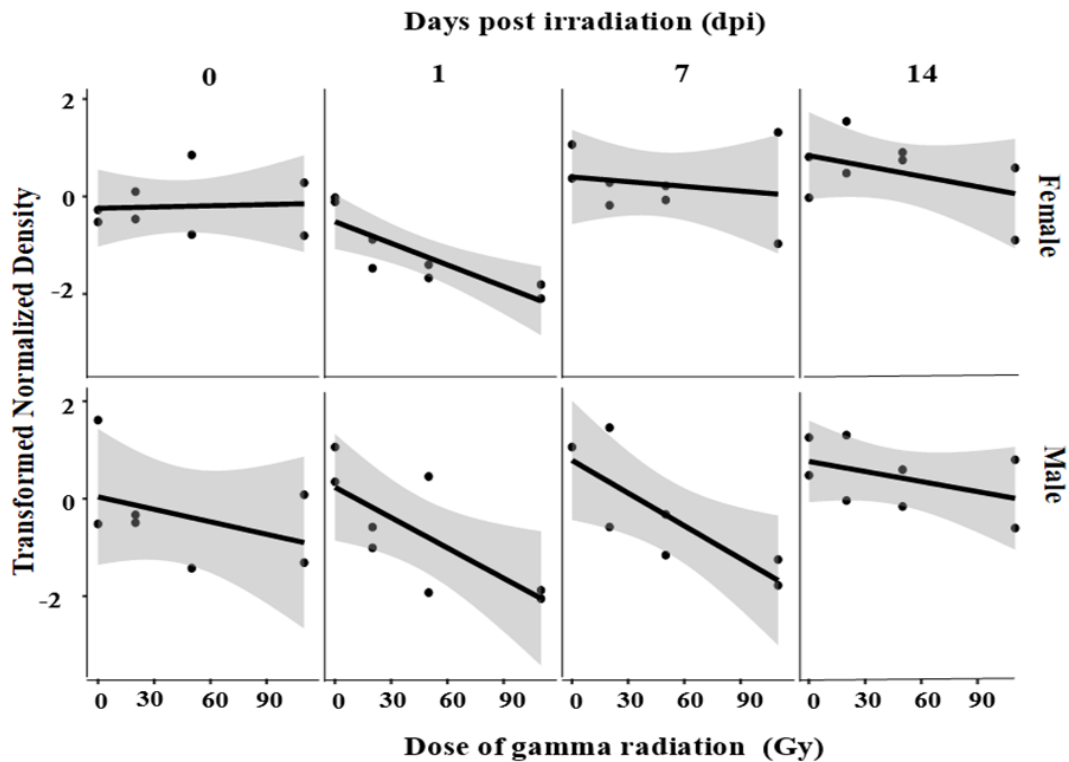 Days post irradiation (dpi)
0 1 7 14
Transformed Normalized Density
2
0
-2
Female
2
0
-2
Male
0 30 60 90 0 30 60 90 0 30 60 90 0 30 60 90
Dose of gamma radiation (Gy)